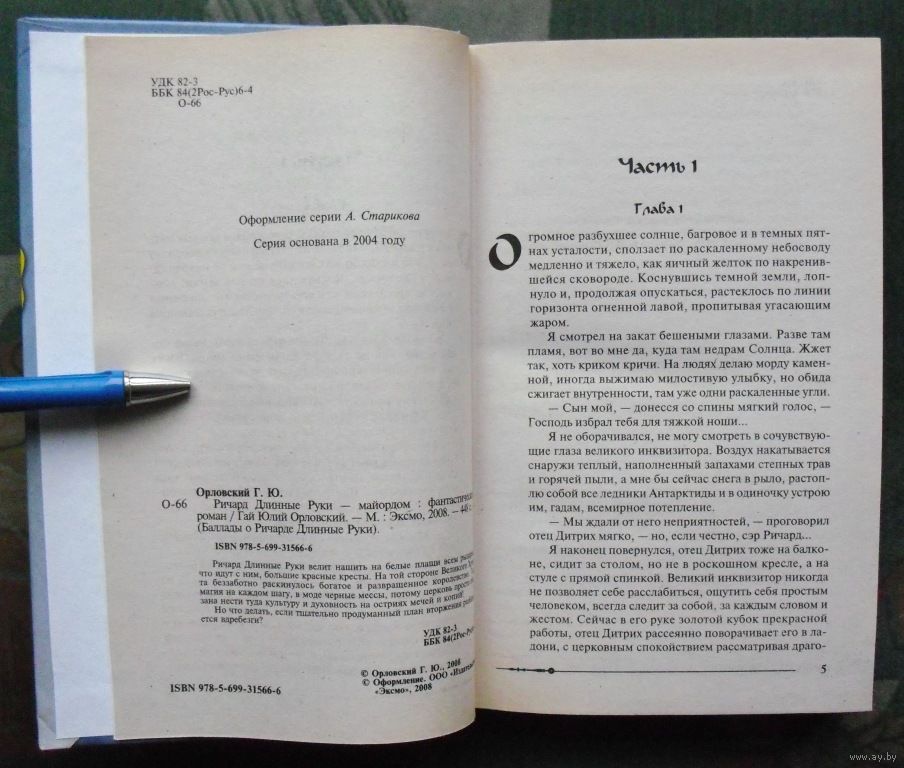 УДК 82-3
ББК 84(2Рос-Рус)6-4
О-66
Оформление серии А. Старикова
Серия основана в 2004 году
Орловский Г. Ю.
О-66 Ричард Длинные Руки — майордом : фантастическ
роман / Гай Юлий Орловский. — М. : Эксмо, 2008. — 448 с.
(Баллады о Ричарде Длинные Руки).
ISBN 978-5-699-31566-6
Ричард Длинные Руки велит нашить на белые плащи всем
что идут с ним, большие красные кресты. На той стороне Великого
та беззаботно раскинулось богатое и развращенное королевство
магия на каждом шагу, в моде черные мессы, потому церковь просто
зана нести туда культуру и духовность на остриях мечей и копий!
Но что делать, если тщательно продуманный план вторжения
ется вдребезги?
УДК 82-3
ББК 84(2Рос-Рус
© Орловский Г. Ю., 2008
© Оформление. ООО «Издатель
«Эксмо», 2008
ISBN 978-5-699-31566-6
Часть 1
Глава 1
Огромное разбухшее солнце, багровое и в темных пят-
нах усталости, сползает по раскаленному небосводу
медленно и тяжело, как яичный желток по накренив-
шейся сковороде. Коснувшись темной земли, лоп-
нуло и, продолжая опускаться, растеклось по линии
горизонта огненной лавой, пропитывая угасающим
жаром.
Я смотрел на закат бешеными глазами. Разве там
пламя, вот во мне да, куда там недрам Солнца. Жжет
так, хоть криком кричи. На людях делаю морду камен-
ной, иногда выжимаю милостивую улыбку, но обида
сжигает внутренности, там уже одни раскаленные угли.
— Сын мой, — донесся со спины мягкий голос, —
Господь избрал тебя для тяжкой ноши...
Я не оборачивался, не могу смотреть в сочувствую-
щие глаза великого инквизитора. Воздух накатывается
снаружи теплый, наполненный запахами степных трав
и горячей пыли, а мне бы сейчас снега в рыло, растоп-
лю собой все ледники Антарктиды и в одиночку устрою
им, гадам, всемирное потепление.
— Мы ждали от него неприятностей, — проговорил
отец Дитрих мягко, — но, если честно, сэр Ричард...
Я наконец повернулся, отец Дитрих тоже на балко-
не, сидит за столом, но не в роскошном кресле, а на
стуле с прямой спинкой. Великий инквизитор никогда
не позволяет себе расслабиться, ощутить себя простым
человеком, всегда следит за собой, за каждым словом и
жестом. Сейчас в его руке золотой кубок прекрасной
работы, отец Дитрих рассеянно поворачивает его в ла-
дони, с церковным спокойствием рассматривая драго-
5
www.ay.by